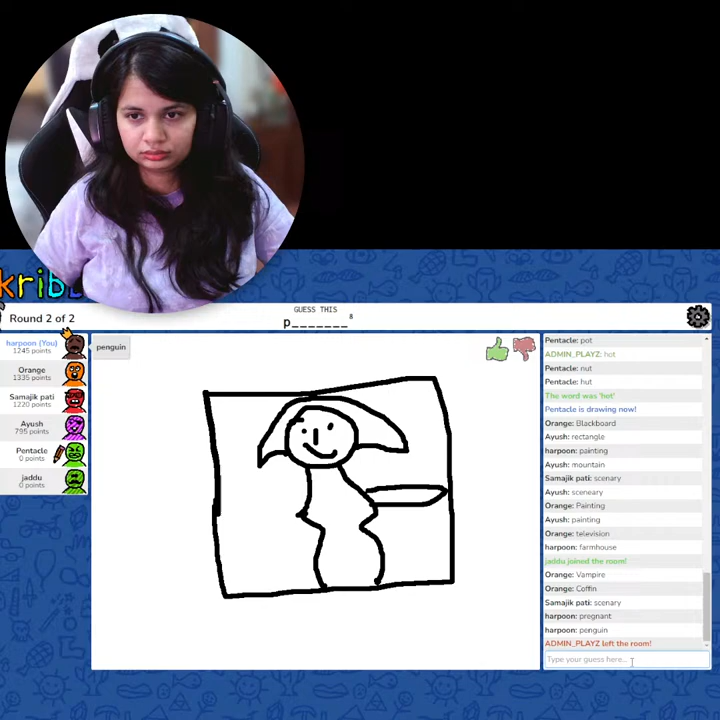 kribb
Round 2 of 2
GUESS THIS
p_______ 8
harpoon (You)
1245 points
Orange
1335 points
Samajik pati
1220 points
Ayush
795 points
Pentacle
0 points
jaddu
0 points
penguin
Pentacle: pot
ADMIN_PLAYZ: hot
Pentacle: nut
Pentacle: hut
The word was 'hot'
Pentacle is drawing now!
Orange: Blackboard
Ayush: rectangle
harpoon: painting
Ayush: mountain
Samajik pati: scenary
Ayush: sceneary
Orange: Painting
Ayush: painting
Orange: television
harpoon: farmhouse
jaddu joined the room!
Orange: Vampire
Orange: Coffin
Samajik pati: scenary
harpoon: pregnant
harpoon: penguin
ADMIN_PLAYZ left the room!
Type your guess here...